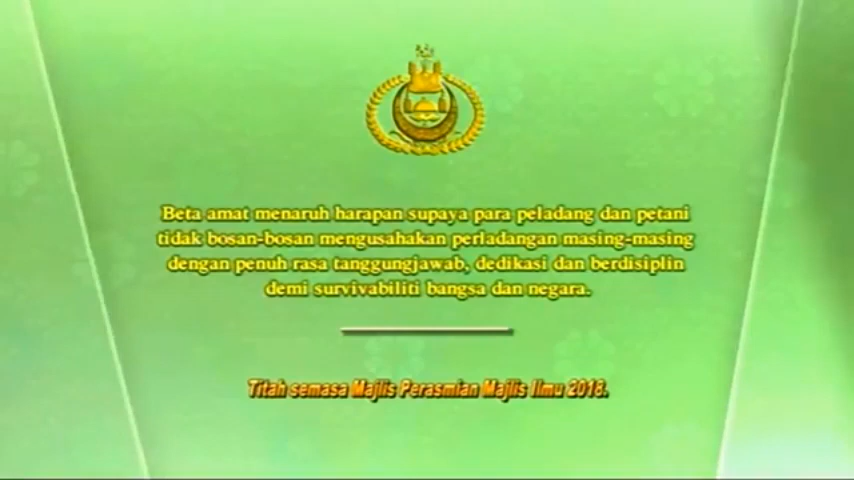 Beta amat menaruh harapan supaya para peladang dan petani
tidak bosan-bosan mengusahakan perladangan masing-masing
dengan penuh rasa tanggungjawab, dedikasi dan berdisiplin
demi survivabiliti bangsa dan negara.
Titah semasa Majlis Perasmian Majlis Ilmu 2018.